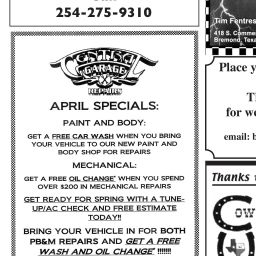 254-275-9310
CENTRAL
GARAGE
REPAIRS
APRIL SPECIALS:
PAINT AND BODY:
GET A FREE CAR WASH WHEN YOU BRING
YOUR VEHICLE TO OUR NEW PAINT AND
BODY SHOP FOR REPAIRS
MECHANICAL:
GET A FREE OIL CHANGE* WHEN YOU SPEND
OVER $200 IN MECHANICAL REPAIRS
GET READY FOR SPRING WITH A TUNE-
UP/AC CHECK AND FREE ESTIMATE
TODAY!!
BRING YOUR VEHICLE IN FOR BOTH
PB&M REPAIRS AND GET A FREE
WASH AND OIL CHANGE* !!!!!!!
Tim Fentres
418 S. Comme
Bremond, Texa
Place y
T
for we
email: b
Thanks
COW